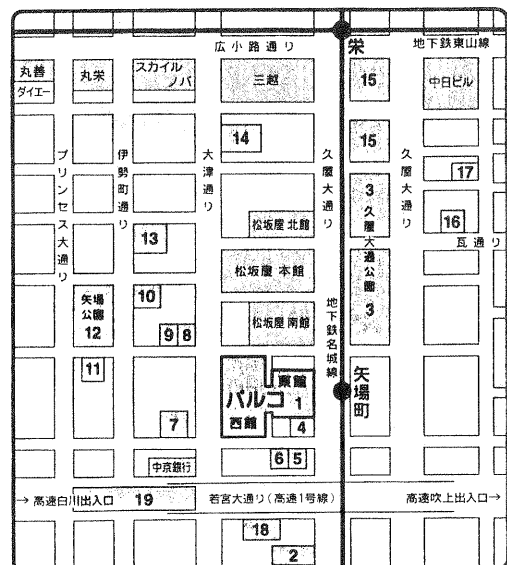 広小路通り
栄
地下鉄東山線
丸善
ダイエー
丸栄
スカイル
ノバ
三越
15
中日ビル
14
15
プリンセス大通り
伊勢町通り
大津通り
久屋大通り
久屋大通り
17
3
久屋大通公園
3
16
瓦通り
13
松坂屋 北館
松坂屋 本館
矢場
公園
12
10
9 8
松坂屋 南館
地下鉄名城線
11
パルコ
東館
1
西館
矢場町
7
4
中京銀行
6 5
→ 高速白川出入口
19
若宮大通り(高速1号線)
高速吹上出入口→
18
2